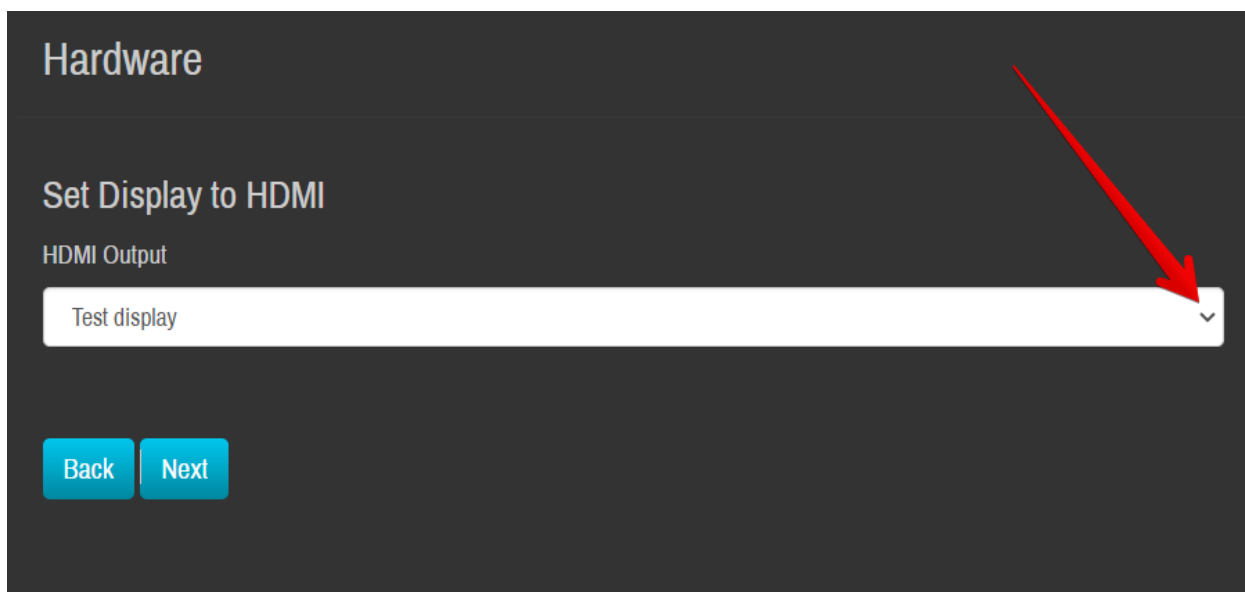 Hardware
Set Display to HDMI
HDMI Output
Test display
Back Next